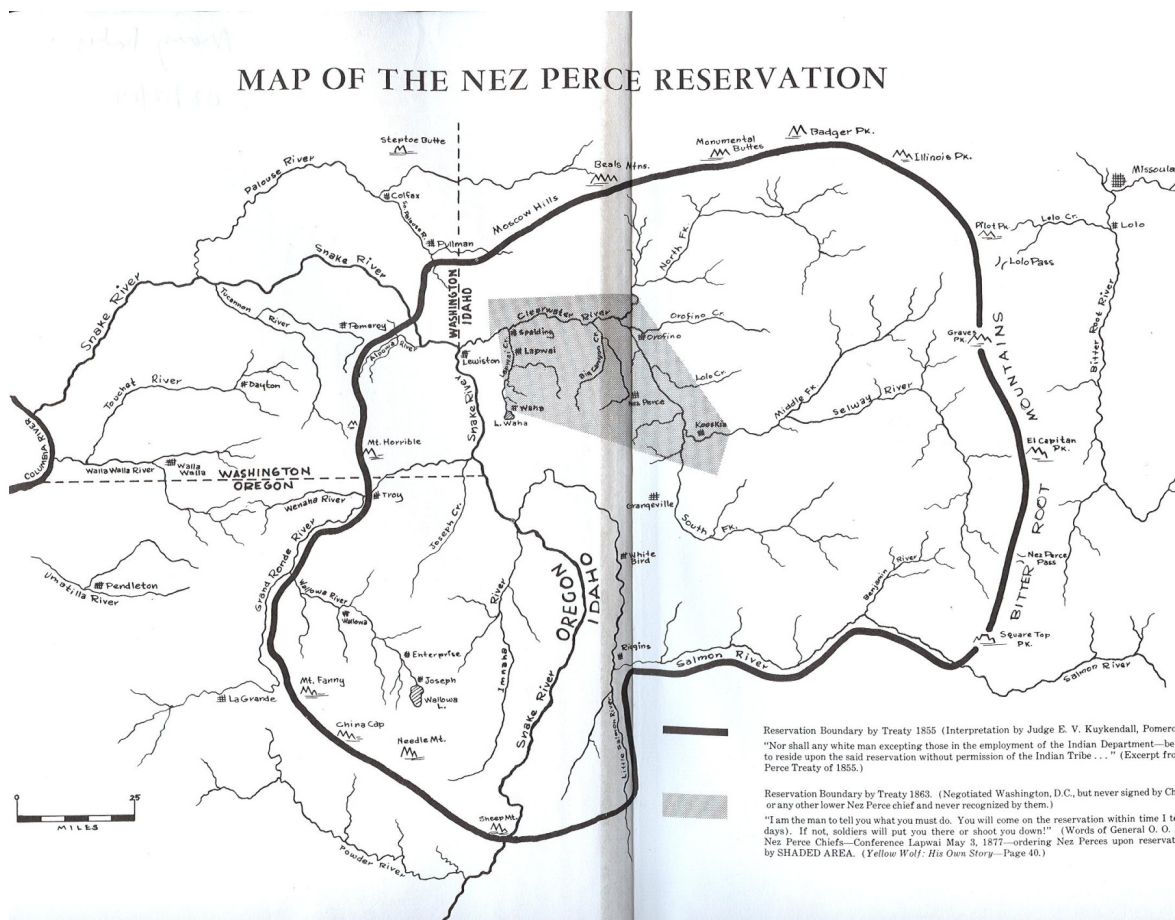 MAP OF THE NEZ PERCE RESERVATION
Steptoe Butte
Monumental
Buttes
Badger Pk.
Illinois Pk.
Beals Mtns.
Missoula
Palouse River
Colfax
So. Palouse R.
Pullman
Moscow Hills
North Fk.
Pilot Pk.
Lolo Cr.
Lolo
Lolo Pass
Snake River
Snake River
WASHINGTON
IDAHO
Tucannon River
Pomeroy
Alpowa River
Clearwater River
Spalding
Lapwai Cr.
Lapwai
Lewiston
Big Canyon Cr.
Orofino Cr.
Orofino
Graves
Pk.
Bitter Root River
Touchet River
Dayton
Snake River
Waha
L. Waha
Nez Perce
Lolo Cr.
Kooskia
Middle Fk.
Selway River
BITTER ROOT MOUNTAINS
COLUMBIA RIVER
Mt. Horrible
El Capitan
Pk.
Walla Walla River
Walla
Walla
WASHINGTON
OREGON
Wenaha River
Troy
Joseph Cr.
Grangeville
South Fk.
Umatilla River
Pendleton
Grand Ronde River
Wallowa River
Wallowa
OREGON
IDAHO
White
Bird
Benjamin River
Nez Perce
Pass
Enterprise
Imnaha River
Riggins
Salmon River
Square Top
Pk.
Salmon River
La Grande
Mt. Fanny
Joseph
Wallowa
L.
China Cap
Needle Mt.
Snake River
Little Salmon River
Sheep Mt.
Powder River
0 25
MILES
Reservation Boundary by Treaty 1855 (Interpretation by Judge E. V. Kuykendall, Pomero
"Nor shall any white man excepting those in the employment of the Indian Department—be
to reside upon the said reservation without permission of the Indian Tribe . . . " (Excerpt fro
Perce Treaty of 1855.)
Reservation Boundary by Treaty 1863. (Negotiated Washington, D.C., but never signed by Ch
or any other lower Nez Perce chief and never recognized by them.)
"I am the man to tell you what you must do. You will come on the reservation within time I te
days). If not, soldiers will put you there or shoot you down!" (Words of General O. O.
Nez Perce Chiefs—Conference Lapwai May 3, 1877—ordering Nez Perces upon reservat
by SHADED AREA. (Yellow Wolf: His Own Story—Page 40.)